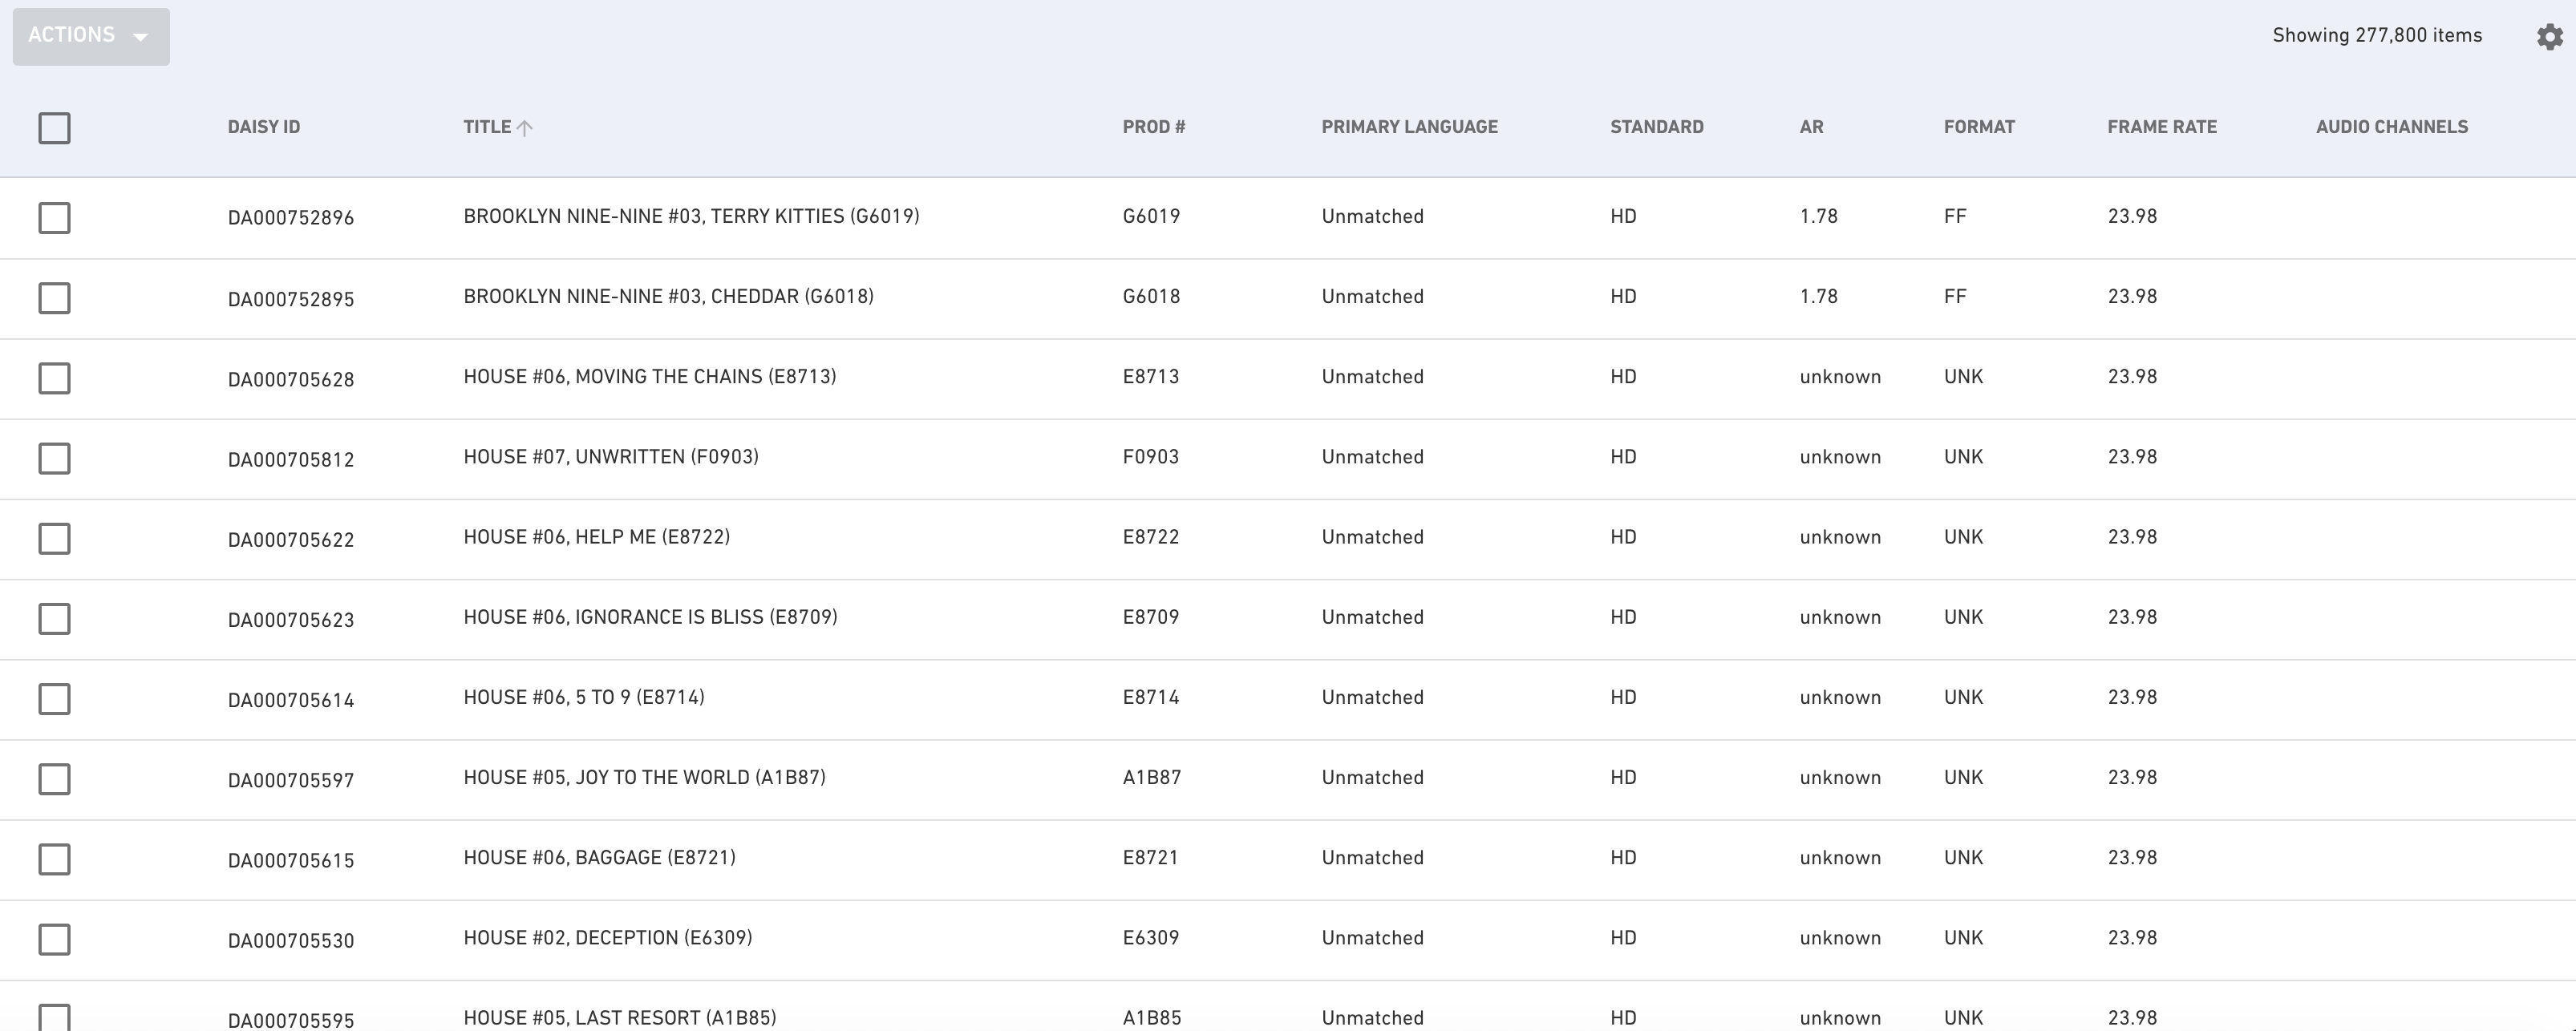 ACTIONS
Showing 277,800 items
DAISY ID TITLE PROD # PRIMARY LANGUAGE STANDARD AR FORMAT FRAME RATE AUDIO CHANNELS
DA000752896 BROOKLYN NINE-NINE #03, TERRY KITTIES (G6019) G6019 Unmatched HD 1.78 FF 23.98
DA000752895 BROOKLYN NINE-NINE #03, CHEDDAR (G6018) G6018 Unmatched HD 1.78 FF 23.98
DA000705628 HOUSE #06, MOVING THE CHAINS (E8713) E8713 Unmatched HD unknown UNK 23.98
DA000705812 HOUSE #07, UNWRITTEN (F0903) F0903 Unmatched HD unknown UNK 23.98
DA000705622 HOUSE #06, HELP ME (E8722) E8722 Unmatched HD unknown UNK 23.98
DA000705623 HOUSE #06, IGNORANCE IS BLISS (E8709) E8709 Unmatched HD unknown UNK 23.98
DA000705614 HOUSE #06, 5 TO 9 (E8714) E8714 Unmatched HD unknown UNK 23.98
DA000705597 HOUSE #05, JOY TO THE WORLD (A1B87) A1B87 Unmatched HD unknown UNK 23.98
DA000705615 HOUSE #06, BAGGAGE (E8721) E8721 Unmatched HD unknown UNK 23.98
DA000705530 HOUSE #02, DECEPTION (E6309) E6309 Unmatched HD unknown UNK 23.98
DA000705595 HOUSE #05, LAST RESORT (A1B85) A1B85 Unmatched HD unknown UNK 23.98